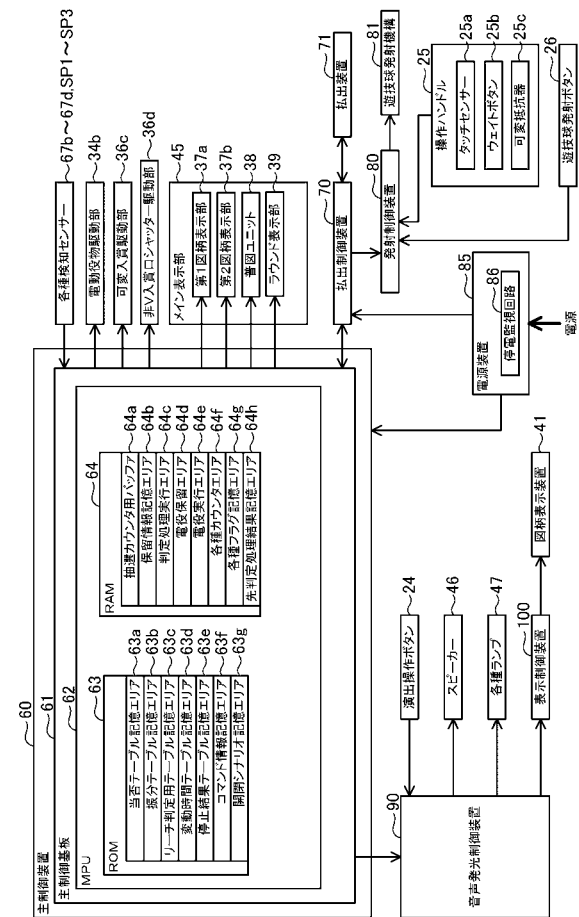 主制御装置
60
主制御基板
61
MPU
62
ROM
63
当否テーブル記憶エリア
63a
振分テーブル記憶エリア
63b
リーチ判定用テーブル記憶エリア
63c
変動時間テーブル記憶エリア
63d
停止結果テーブル記憶エリア
63e
コマンド情報記憶エリア
63f
開閉シナリオ記憶エリア
63g
RAM
64
抽選カウンタ用バッファ
64a
保留情報記憶エリア
64b
判定処理実行エリア
64c
電役保留エリア
64d
電役実行エリア
64e
各種カウンタエリア
64f
各種フラグ記憶エリア
64g
先判定処理結果記憶エリア
64h
各種検知センサー
67b～67d,SP1～SP3
電動役物駆動部
34b
可変入賞駆動部
36c
非V入賞口シャッター駆動部
36d
メイン表示部
45
第1図柄表示部
37a
第2図柄表示部
37b
普図ユニット
38
ラウンド表示部
39
払出制御装置
70
払出装置
71
発射制御装置
80
遊技球発射機構
81
操作ハンドル
25
タッチセンサー
25a
ウェイトボタン
25b
可変抵抗器
25c
遊技球発射ボタン
26
電源装置
85
停電監視回路
86
電源
音声発光制御装置
90
演出操作ボタン
24
スピーカー
46
各種ランプ
47
表示制御装置
100
図柄表示装置
41